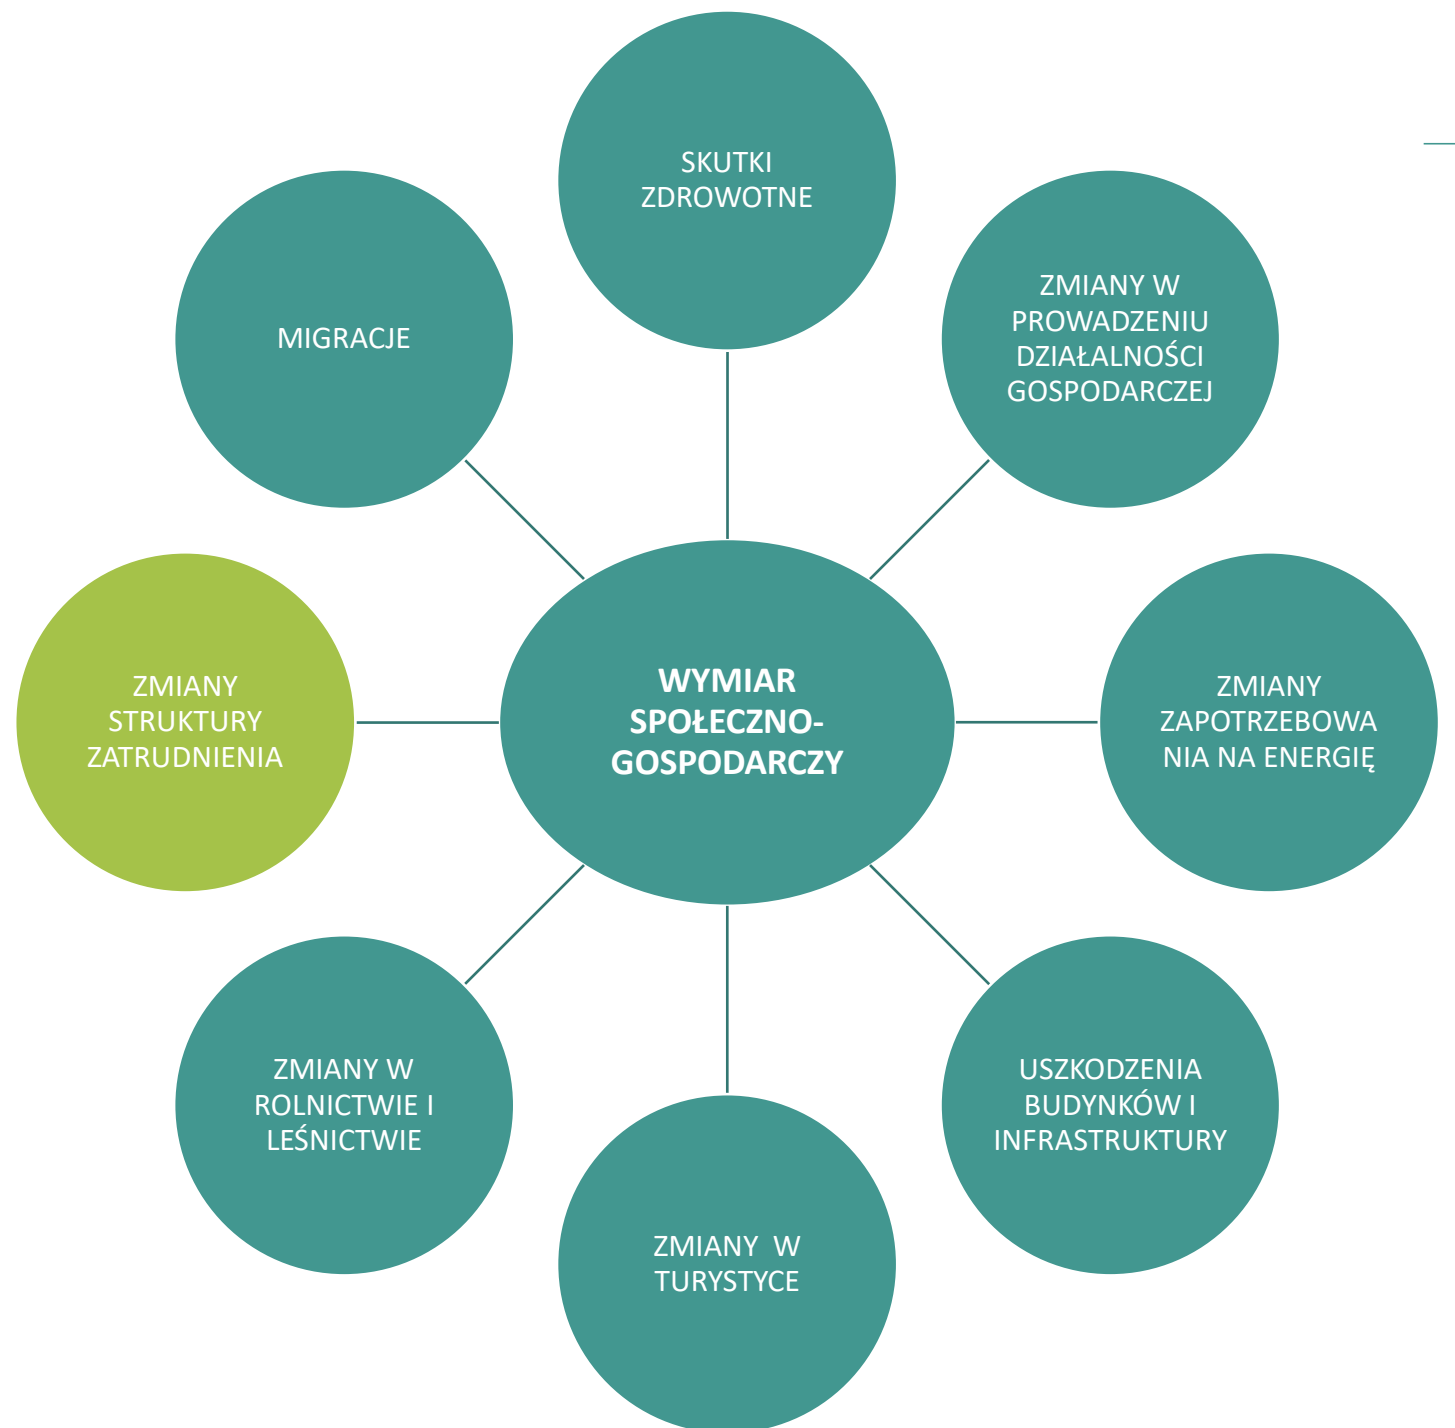 SKUTKI
ZDROWOTNE
ZMIANY W
PROWADZENIU
DZIAŁALNOŚCI
GOSPODARCZEJ
MIGRACJE
ZMIANY
STRUKTURY
ZATRUDNIENIA
WYMIAR
SPOŁECZNO-
GOSPODARCZY
ZMIANY
ZAPOTRZEBOWA
NIA NA ENERGIĘ
ZMIANY W
ROLNICTWIE I
LEŚNICTWIE
USZKODZENIA
BUDYNKÓW I
INFRASTRUKTURY
ZMIANY  W
TURYSTYCE